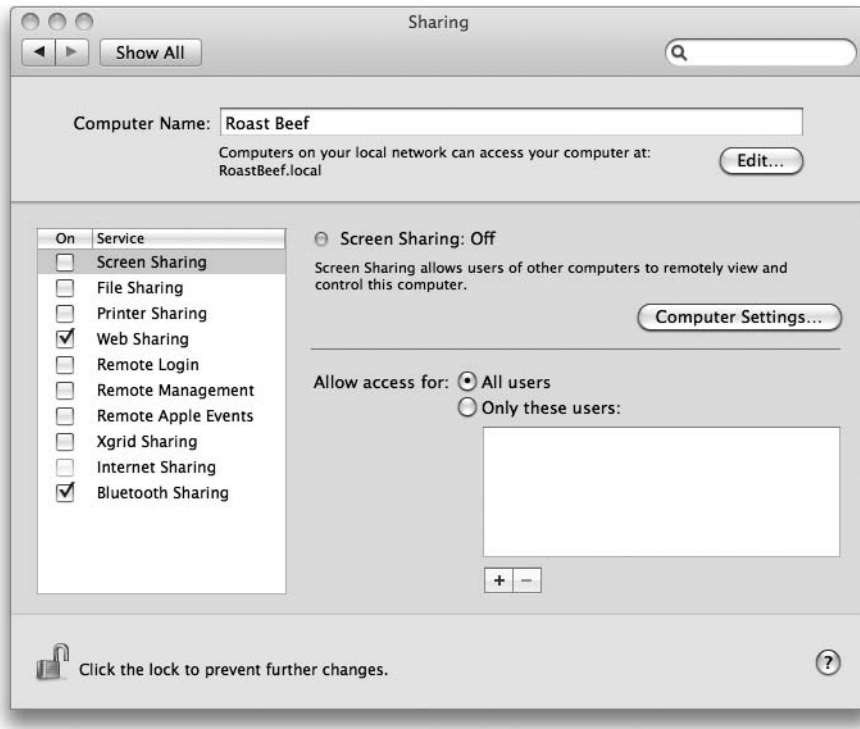 Sharing
Show All
Computer Name: Roast Beef
Computers on your local network can access your computer at:
RoastBeef.local
Edit...
On Service
Screen Sharing
File Sharing
Printer Sharing
Web Sharing
Remote Login
Remote Management
Remote Apple Events
Xgrid Sharing
Internet Sharing
Bluetooth Sharing
Screen Sharing: Off
Screen Sharing allows users of other computers to remotely view and
control this computer.
Computer Settings...
Allow access for: All users
Only these users:
+ −
Click the lock to prevent further changes.
?